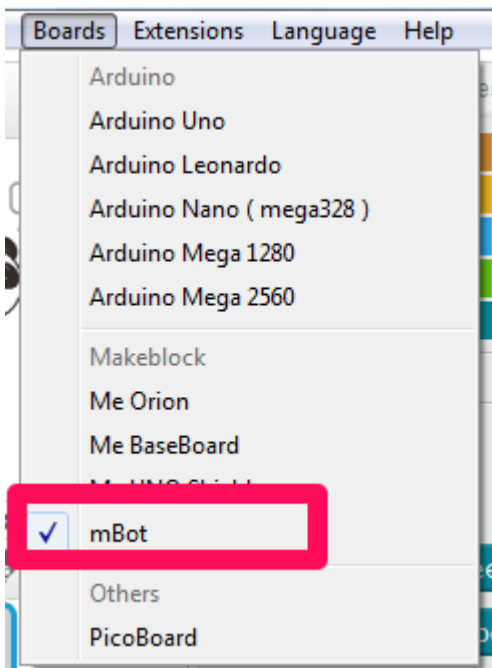 Boards Extensions Language Help
Arduino
Arduino Uno
Arduino Leonardo
Arduino Nano ( mega328 )
Arduino Mega 1280
Arduino Mega 2560
Makeblock
Me Orion
Me BaseBoard
mBot
Others
PicoBoard